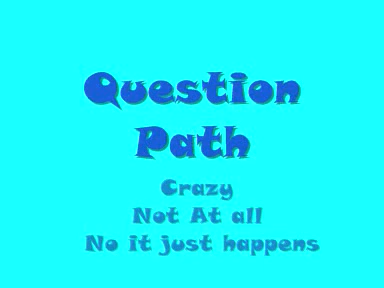 Question
Path
Crazy
Not At all
No it just happens